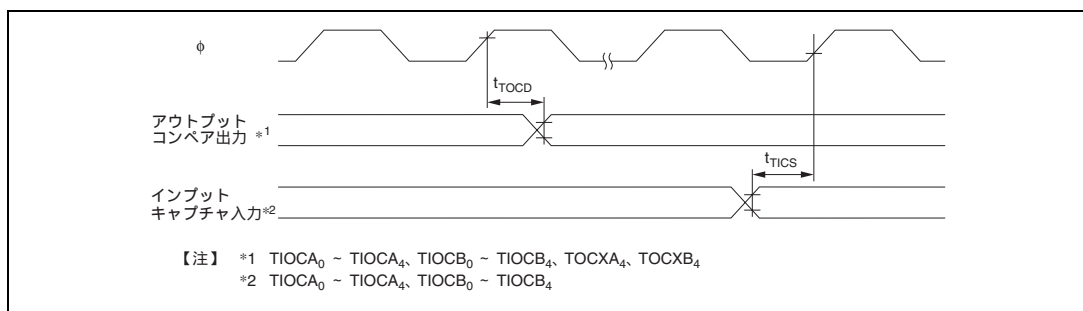 φ
tTOCD
アウトプット
コンペア出力 *1
tTICS
インプット
キャプチャ入力*2
【注】 *1 TIOCA0 ~ TIOCA4、TIOCB0 ~ TIOCB4、TOCXA4、TOCXB4
*2 TIOCA0 ~ TIOCA4、TIOCB0 ~ TIOCB4